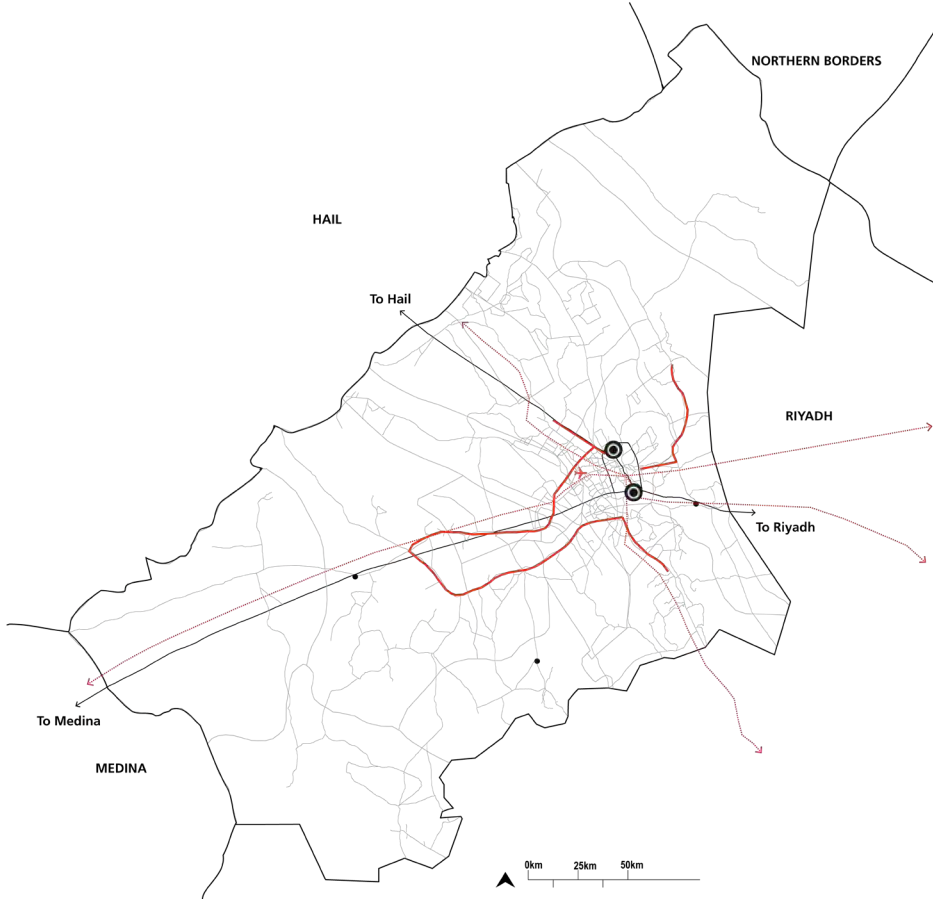 NORTHERN BORDERS
HAIL
To Hail
RIYADH
To Riyadh
To Medina
MEDINA
0km 25km 50km